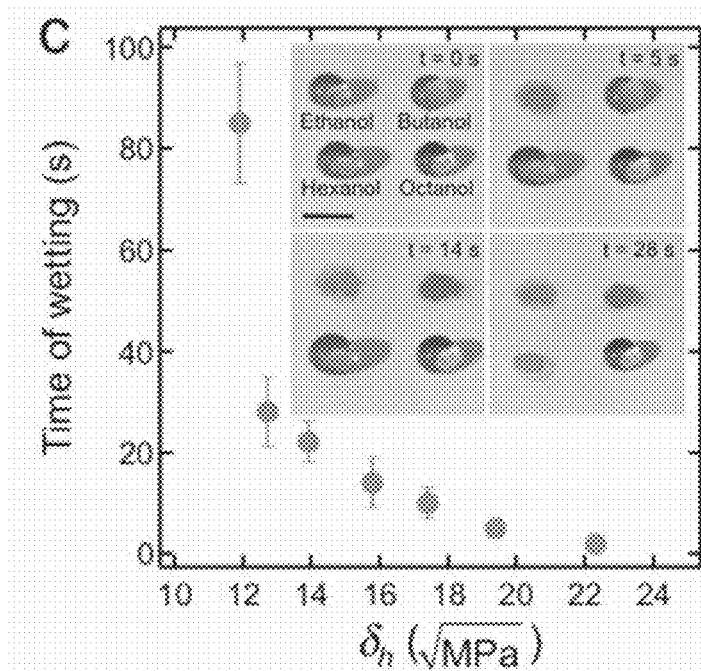 C
100
80
60
40
20
0
Time of wetting (s)
t = 0 s
t = 5 s
Ethanol Butanol
Hexanol Octanol
t = 14 s
t = 28 s
10 12 14 16 18 20 22 24
δh (√MPa)